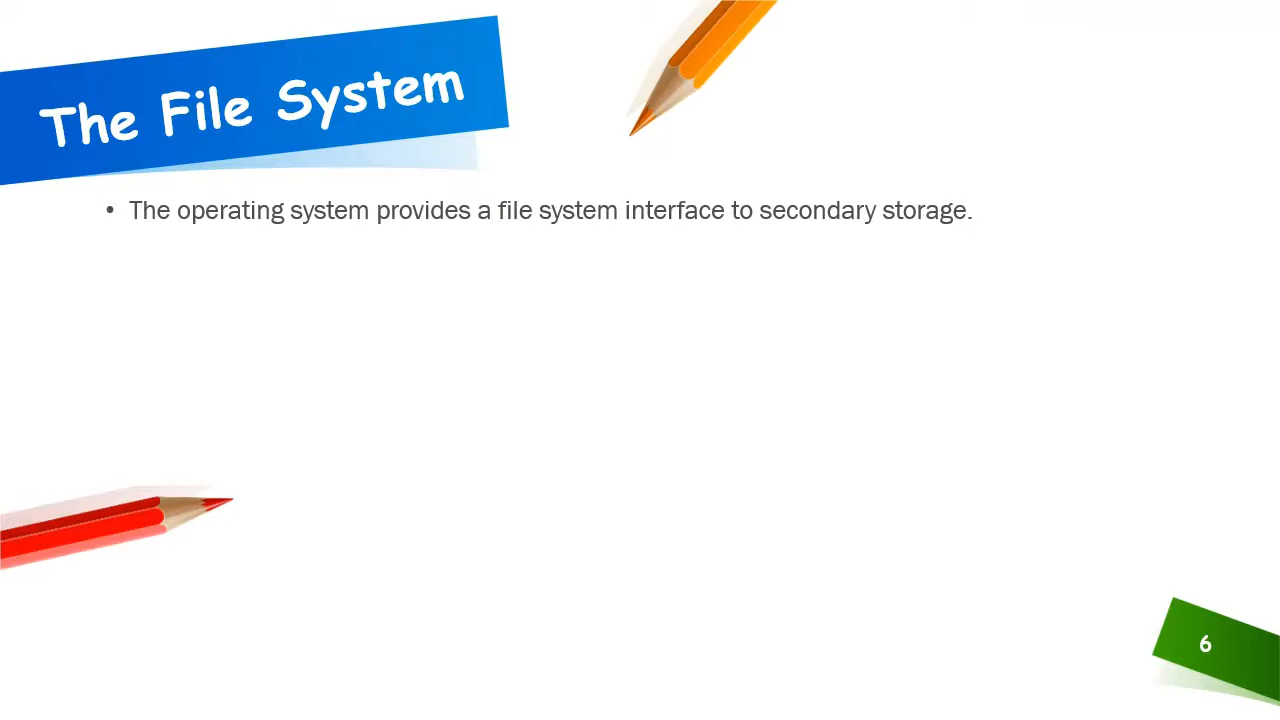 The File System
• The operating system provides a file system interface to secondary storage.
6